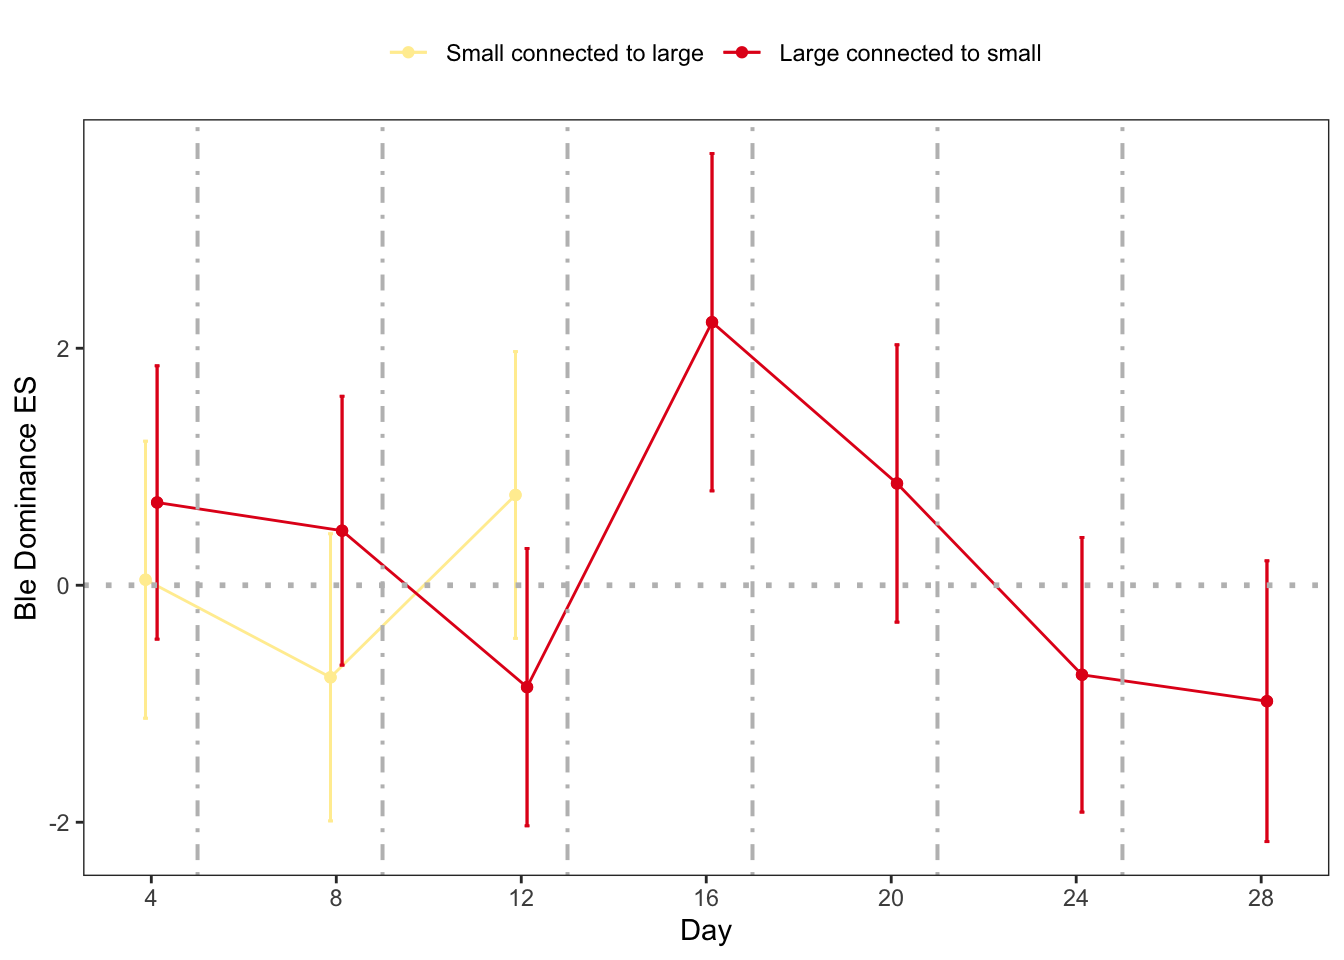 Small connected to large
Large connected to small
Ble Dominance ES
2
0
-2
4
8
12
16
20
24
28
Day